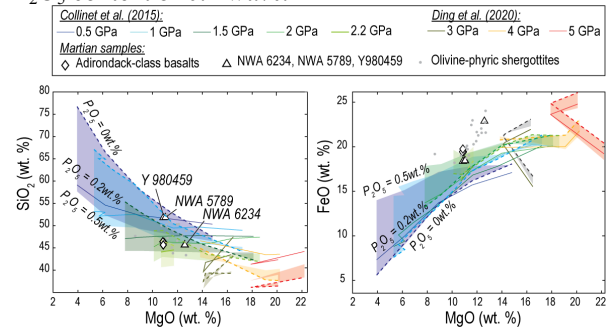 Collinet et al. (2015): Ding et al. (2020):
0.5 GPa 1 GPa 1.5 GPa 2 GPa 2.2 GPa 3 GPa 4 GPa 5 GPa
Martian samples:
Adirondack-class basalts NWA 6234, NWA 5789, Y980459 Olivine-phyric shergottites
80
75
70
65
60
55
50
45
40
SiO2 (wt. %)
P2O5=0wt.%
P2O5=0.2wt.%
P2O5=0.5wt.%
Y 980459
NWA 5789
NWA 6234
2 4 6 8 10 12 14 16 18 20 22
MgO (wt. %)
25
20
15
10
5
FeO (wt. %)
P2O5=0.5wt.%
P2O5=0.2wt.%
P2O5=0wt.%
2 4 6 8 10 12 14 16 18 20 22
MgO (wt. %)